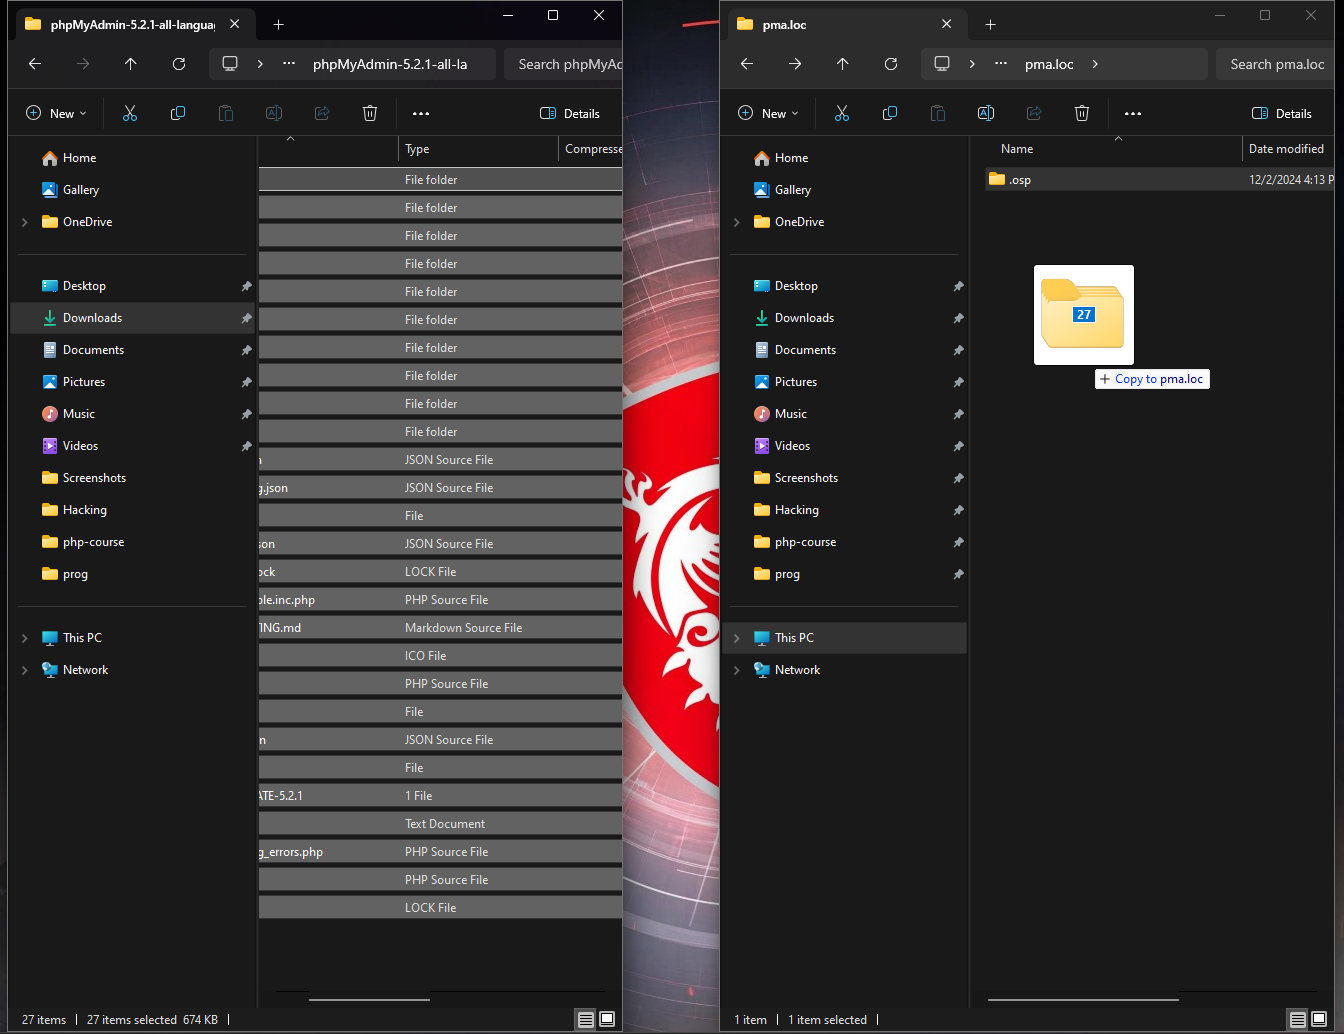 phpMyAdmin-5.2.1-all-langua
phpMyAdmin-5.2.1-all-la
Search phpMyAd
New
Details
Home
Gallery
OneDrive
Desktop
Downloads
Documents
Pictures
Music
Videos
Screenshots
Hacking
php-course
prog
This PC
Network
Type
Compresse
File folder
File folder
File folder
File folder
File folder
File folder
File folder
File folder
File folder
File folder
JSON Source File
g.json
JSON Source File
File
son
JSON Source File
ock
LOCK File
ple.inc.php
PHP Source File
TING.md
Markdown Source File
ICO File
PHP Source File
File
n
JSON Source File
File
ATE-5.2.1
1 File
Text Document
g_errors.php
PHP Source File
PHP Source File
LOCK File
27 items
27 items selected 674 KB
pma.loc
pma.loc
Search pma.loc
New
Details
Home
Gallery
OneDrive
Desktop
Downloads
Documents
Pictures
Music
Videos
Screenshots
Hacking
php-course
prog
This PC
Network
Name
Date modified
.osp
12/2/2024 4:13 P
27
+ Copy to pma.loc
1 item
1 item selected